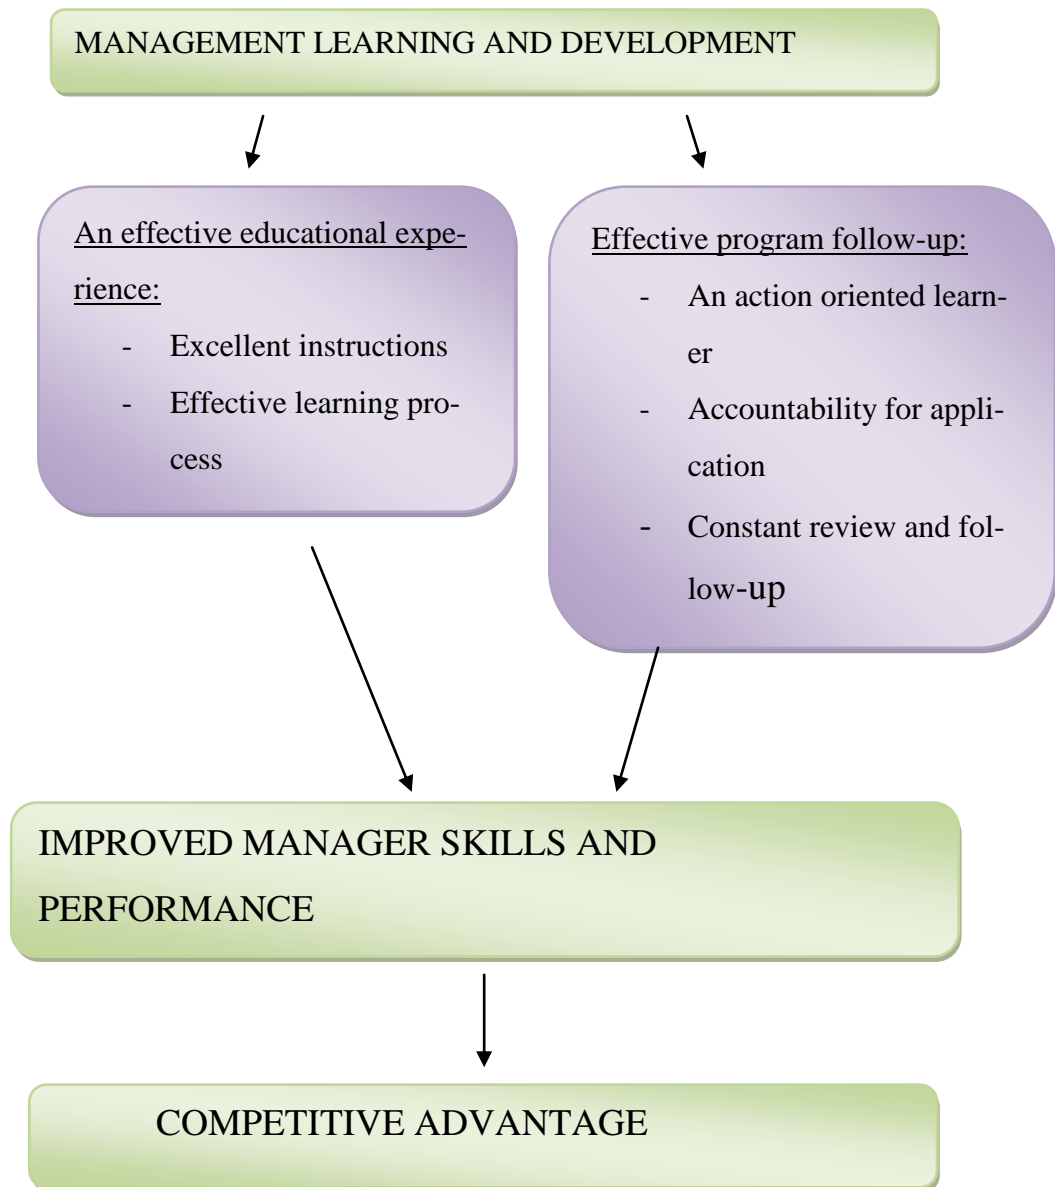 MANAGEMENT LEARNING AND DEVELOPMENT
An effective educational expe-
rience:
- Excellent instructions
- Effective learning pro-
cess
Effective program follow-up:
- An action oriented learn-
er
- Accountability for appli-
cation
- Constant review and fol-
low-up
IMPROVED MANAGER SKILLS AND
PERFORMANCE
COMPETITIVE ADVANTAGE